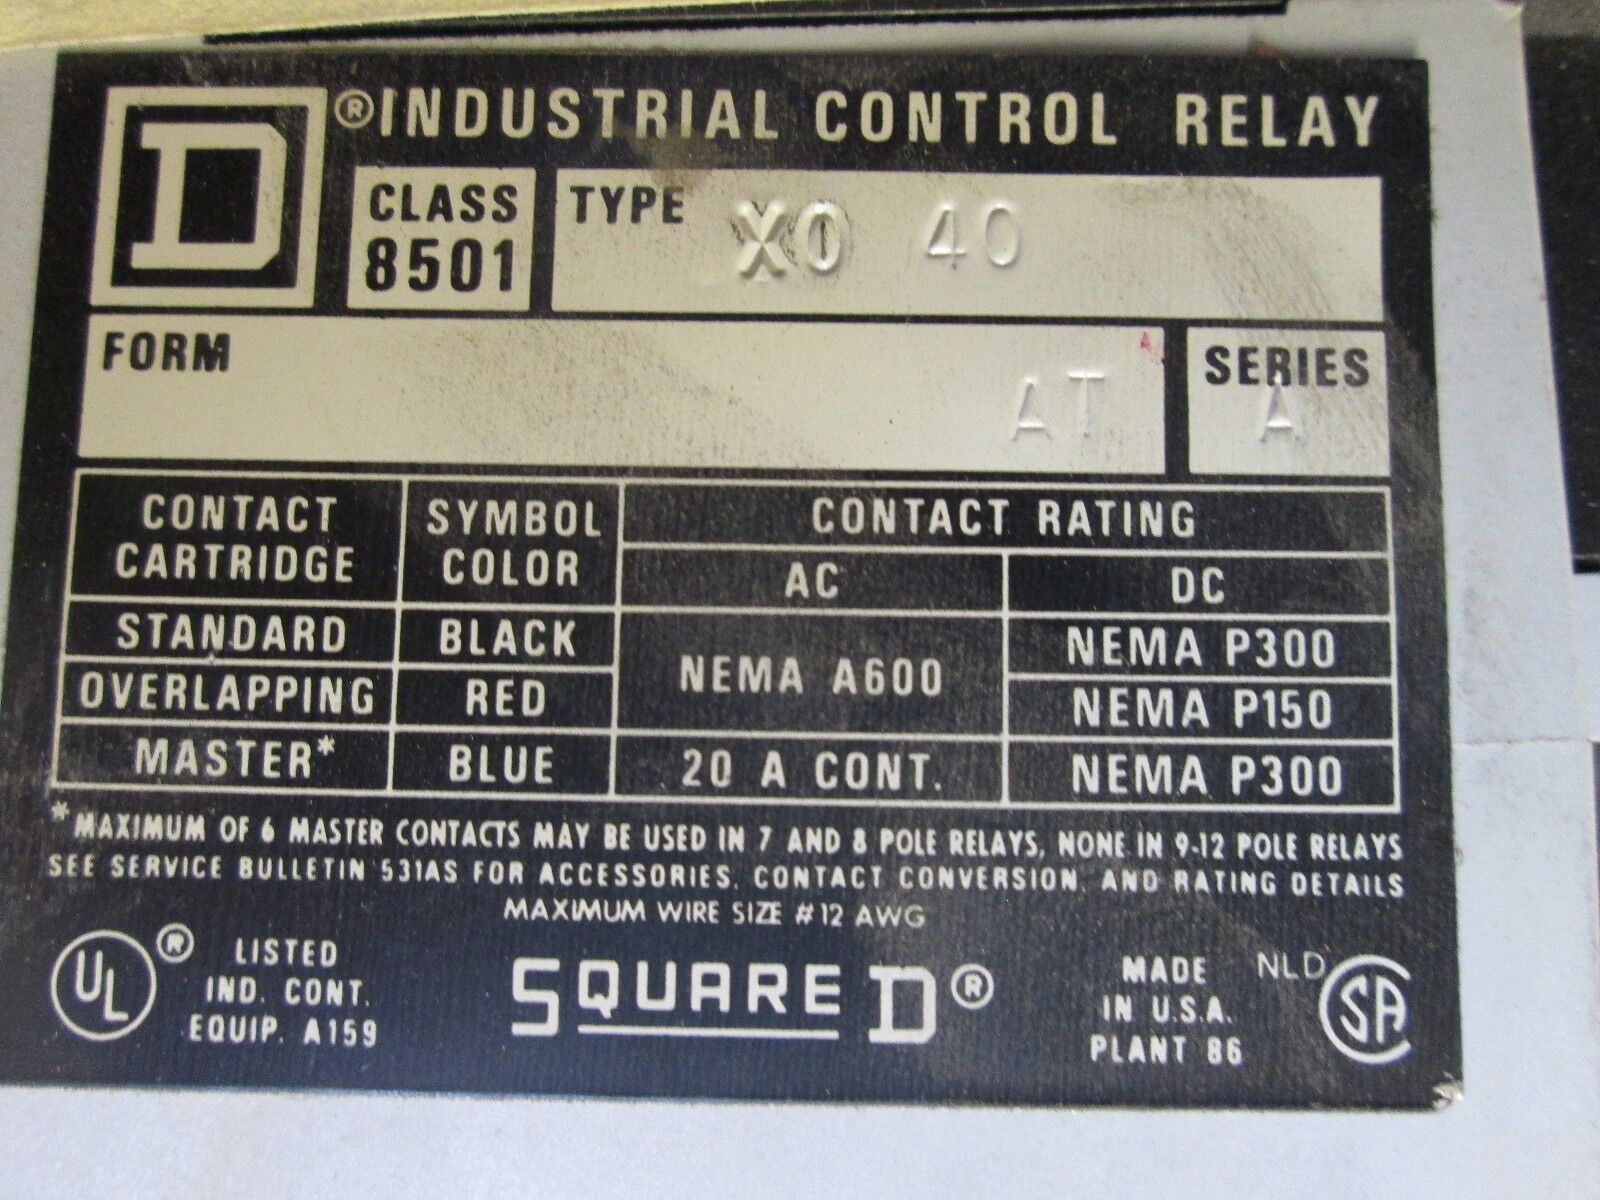 D ® INDUSTRIAL CONTROL RELAY
CLASS 8501
TYPE XO 40
FORM AT
A
SERIES A
CONTACT CARTRIDGE
SYMBOL COLOR
CONTACT RATING
AC
DC
STANDARD
BLACK
NEMA A600
NEMA P300
OVERLAPPING
RED
NEMA P150
MASTER*
BLUE
20 A CONT.
NEMA P300
*MAXIMUM OF 6 MASTER CONTACTS MAY BE USED IN 7 AND 8 POLE RELAYS, NONE IN 9-12 POLE RELAYS
SEE SERVICE BULLETIN 531AS FOR ACCESSORIES, CONTACT CONVERSION, AND RATING DETAILS
MAXIMUM WIRE SIZE #12 AWG
UL ®
LISTED
IND. CONT.
EQUIP. A159
SQUARE D ®
MADE
IN U.S.A.
PLANT 86
NLD
SA